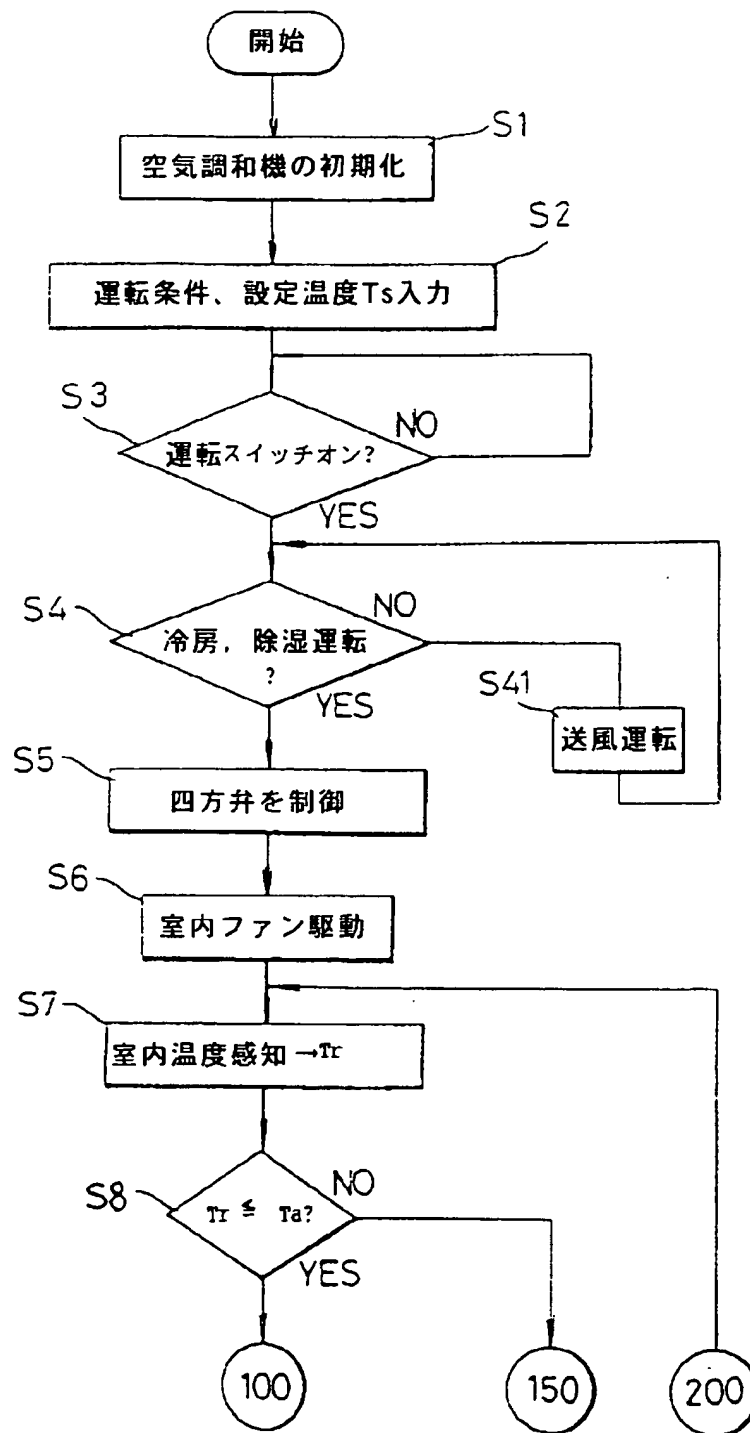 開始
S1
空気調和機の初期化
S2
運転条件、設定温度Ts入力
S3
運転スイッチオン?
NO
YES
S4
冷房,除湿運転
?
NO
YES
S41
送風運転
S5
四方弁を制御
S6
室内ファン駆動
S7
室内温度感知→Tr
S8
Tr ≦ Ta?
NO
YES
100
150
200